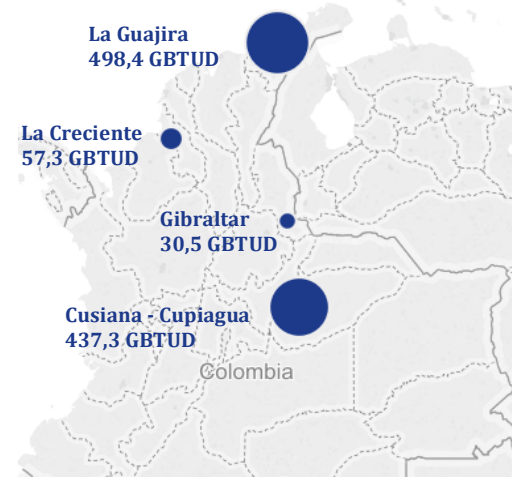 La Guajira
498,4 GBTUD
La Creciente
57,3 GBTUD
Gibraltar
30,5 GBTUD
Cusiana - Cupiagua
437,3 GBTUD
Colombia